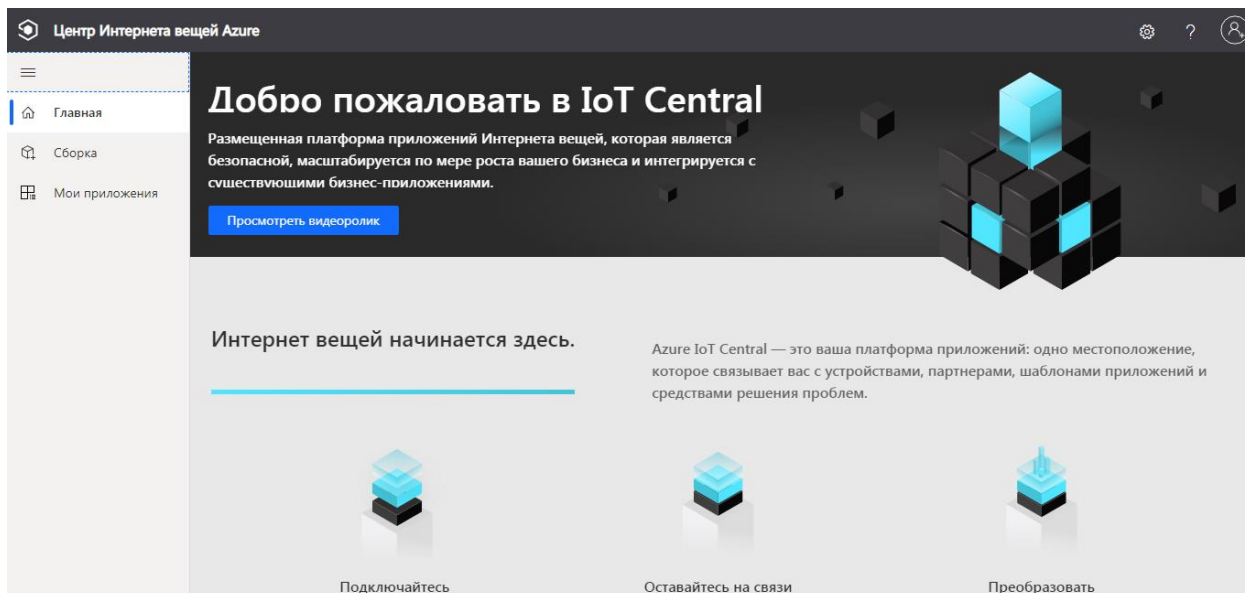 Центр Интернета вещей Azure
?
Главная
Сборка
Мои приложения
Добро пожаловать в IoT Central
Размещенная платформа приложений Интернета вещей, которая является
безопасной, масштабируется по мере роста вашего бизнеса и интегрируется с
существующими бизнес-приложениями.
Просмотреть видеоролик
Интернет вещей начинается здесь.
Azure IoT Central — это ваша платформа приложений: одно местоположение,
которое связывает вас с устройствами, партнерами, шаблонами приложений и
средствами решения проблем.
Подключайтесь
Оставайтесь на связи
Преобразовать